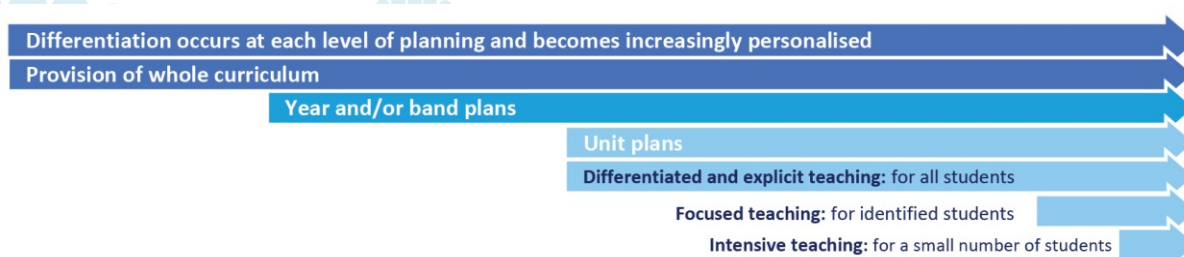 Differentiation occurs at each level of planning and becomes increasingly personalised
Provision of whole curriculum
Year and/or band plans
Unit plans
Differentiated and explicit teaching: for all students
Focused teaching: for identified students
Intensive teaching: for a small number of students